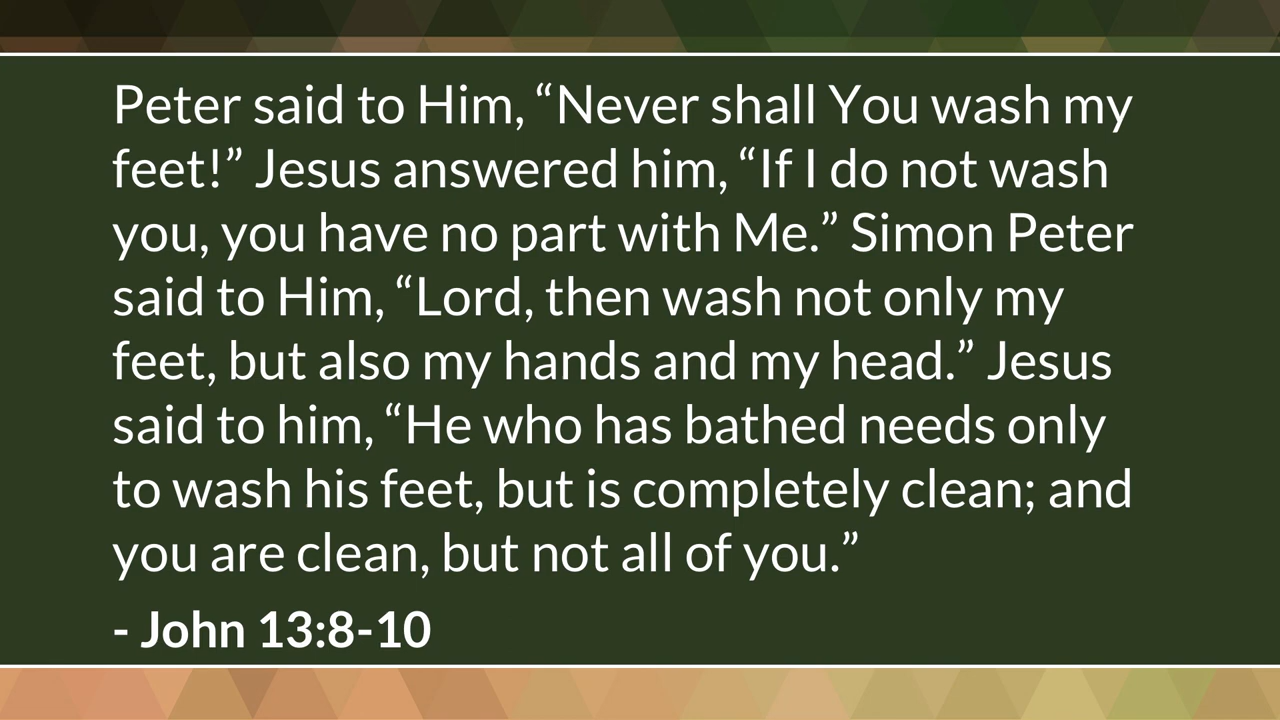 Peter said to Him, “Never shall You wash my
feet!” Jesus answered him, “If I do not wash
you, you have no part with Me.” Simon Peter
said to Him, “Lord, then wash not only my
feet, but also my hands and my head.” Jesus
said to him, “He who has bathed needs only
to wash his feet, but is completely clean; and
you are clean, but not all of you.”
- John 13:8-10